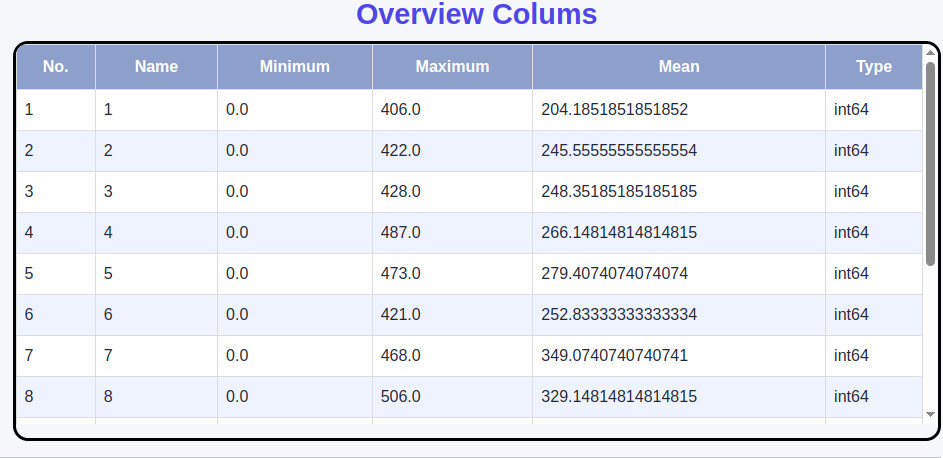 Overview Colums
No. Name Minimum Maximum Mean Type
1 1 0.0 406.0 204.1851851851852 int64
2 2 0.0 422.0 245.55555555555554 int64
3 3 0.0 428.0 248.35185185185185 int64
4 4 0.0 487.0 266.14814814814815 int64
5 5 0.0 473.0 279.4074074074074 int64
6 6 0.0 421.0 252.83333333333334 int64
7 7 0.0 468.0 349.0740740740741 int64
8 8 0.0 506.0 329.14814814814815 int64